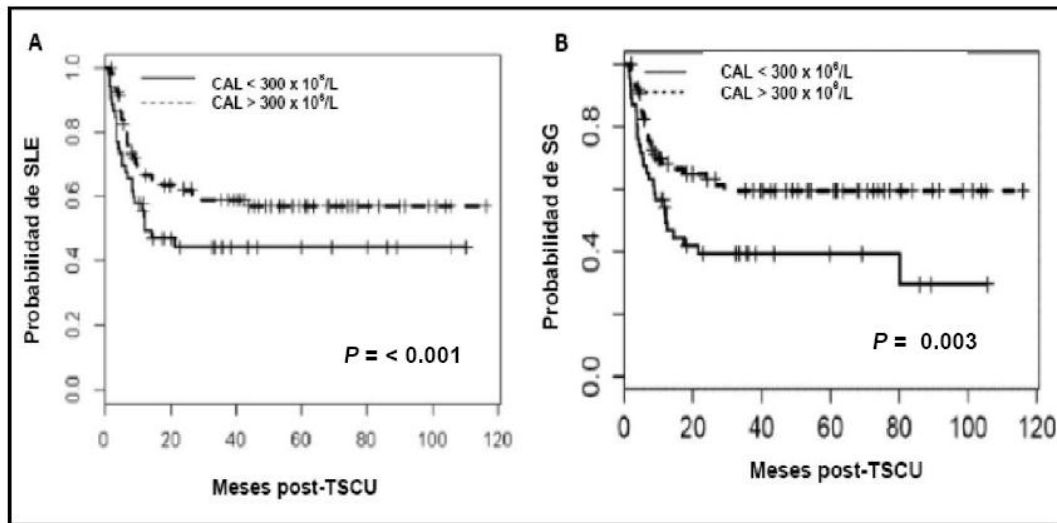 A
CAL < 300 x 10⁶/L
CAL > 300 x 10⁶/L
Probabilidad de SLE
1.0
0.8
0.6
0.4
0.2
0.0
P = < 0.001
0 20 40 60 80 100 120
Meses post-TSCU
B
CAL < 300 x 10⁶/L
CAL > 300 x 10⁶/L
Probabilidad de SG
0.8
0.4
0.0
P = 0.003
0 20 40 60 80 100 120
Meses post-TSCU